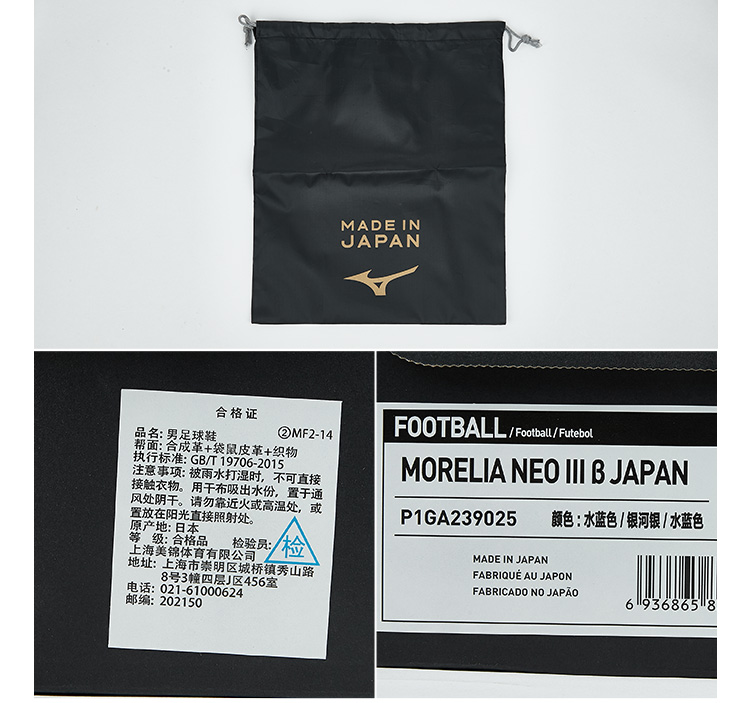 MADE IN
JAPAN
合格证
品名: 男足球鞋 ②MF2-14
帮面: 合成革+袋鼠皮革+织物
执行标准: GB/T 19706-2015
注意事项: 被雨水打湿时, 不可直接
接触衣物。用干布吸出水份, 置于通
风处阴干。请勿靠近火或高温处, 或
置放在阳光直接照射处。
原产地: 日本
等 级: 合格品 检验员:
检
上海美锦体育有限公司
地址: 上海市崇明区城桥镇秀山路
8号3幢四层J区456室
电话: 021-61000624
邮编: 202150
FOOTBALL / Football / Futebol
MORELIA NEO III β JAPAN
P1GA239025 颜色 : 水蓝色 / 银河银 / 水蓝色
MADE IN JAPAN
FABRIQUÉ AU JAPON
FABRICADO NO JAPÃO
6 936865 8